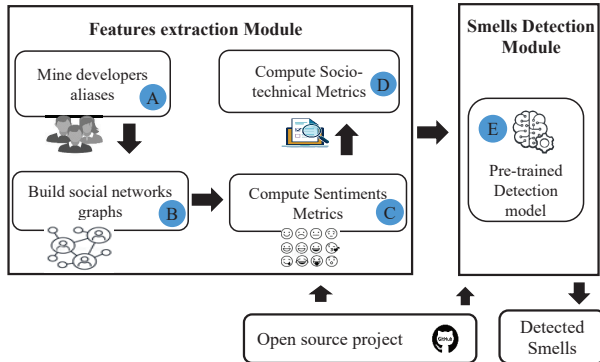 Features extraction Module
Mine developers
aliases
A
Compute Socio-
technical Metrics
D
Build social networks
graphs
B
Compute Sentiments
Metrics
C
Smells Detection
Module
E
Pre-trained
Detection
model
Open source project
GitHub
Detected
Smells